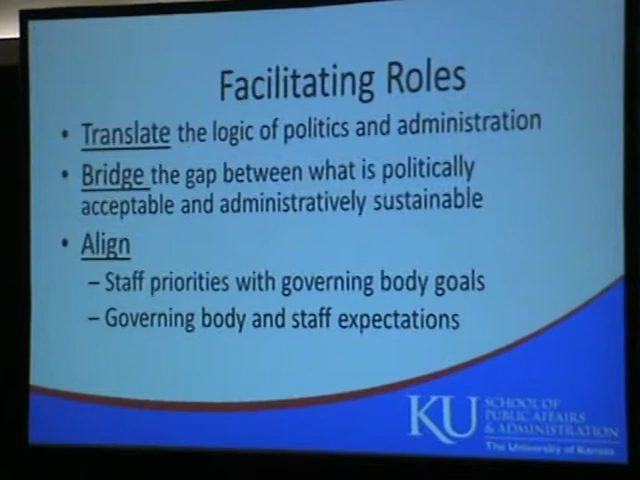 Facilitating Roles
• Translate the logic of politics and administration
• Bridge the gap between what is politically
acceptable and administratively sustainable
• Align
– Staff priorities with governing body goals
– Governing body and staff expectations
KU SCHOOL OF
PUBLIC AFFAIRS
& ADMINISTRATION
The University of Kansas